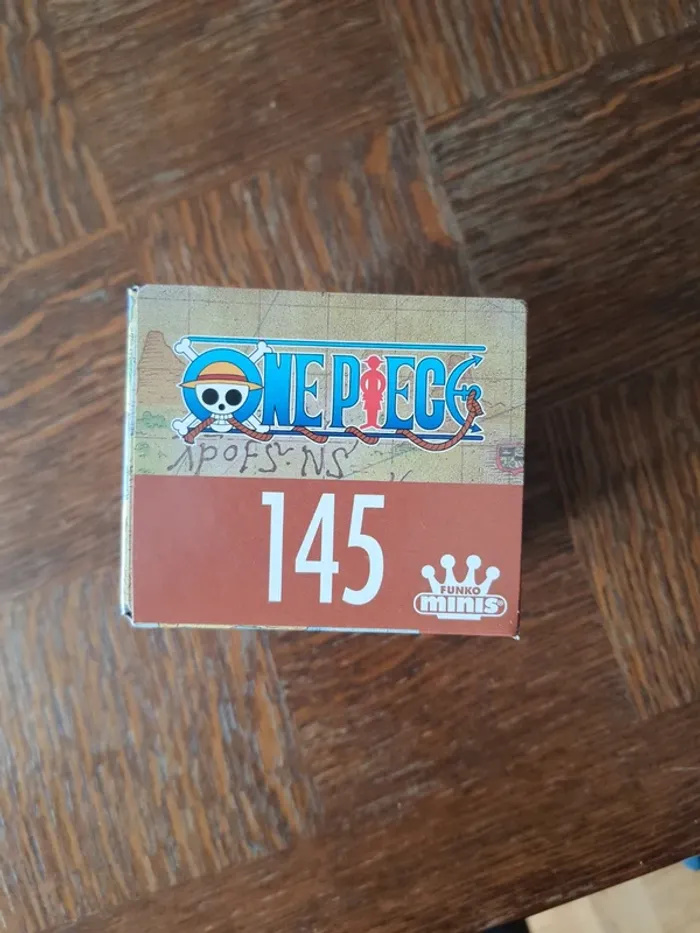 ONE PIECE
145
FUNKO
minis®